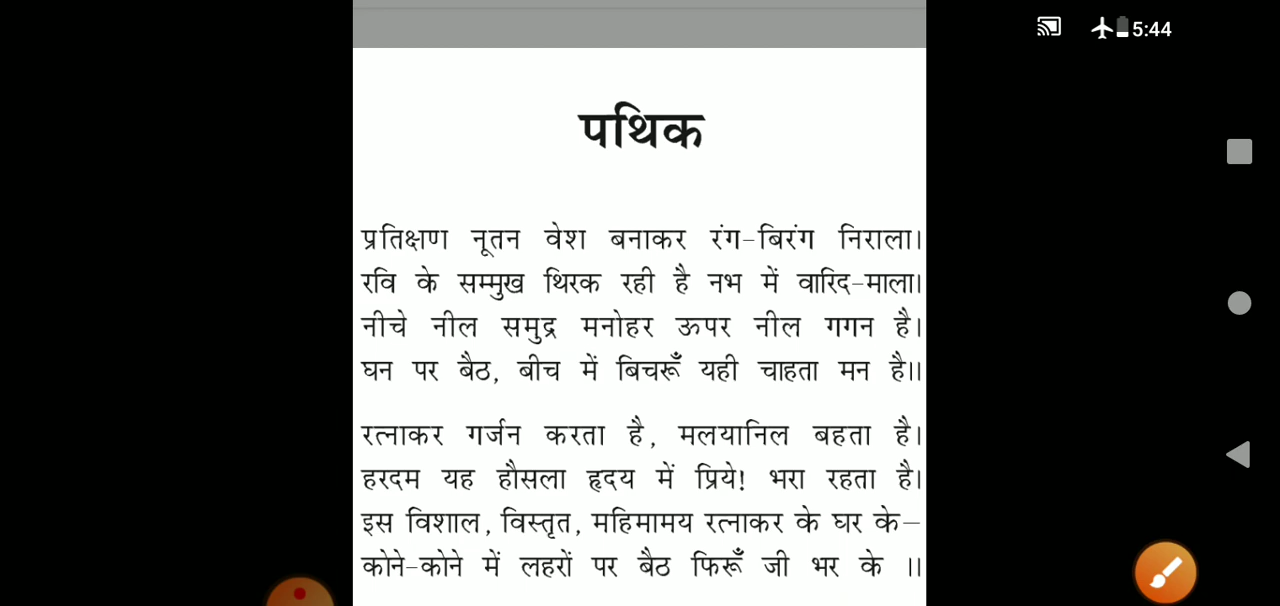 5:44
पथिक
प्रतिक्षण नूतन वेश बनाकर रंग-बिरंग निराला।
रवि के सम्मुख थिरक रही है नभ में वारिद-माला।
नीचे नील समुद्र मनोहर ऊपर नील गगन है।
घन पर बैठ, बीच में बिचरूँ यही चाहता मन है।।
रत्नाकर गर्जन करता है, मलयानिल बहता है।
हरदम यह हौसला हृदय में प्रिये! भरा रहता है।
इस विशाल, विस्तृत, महिमामय रत्नाकर के घर के–
कोने-कोने में लहरों पर बैठ फिरूँ जी भर के ।।